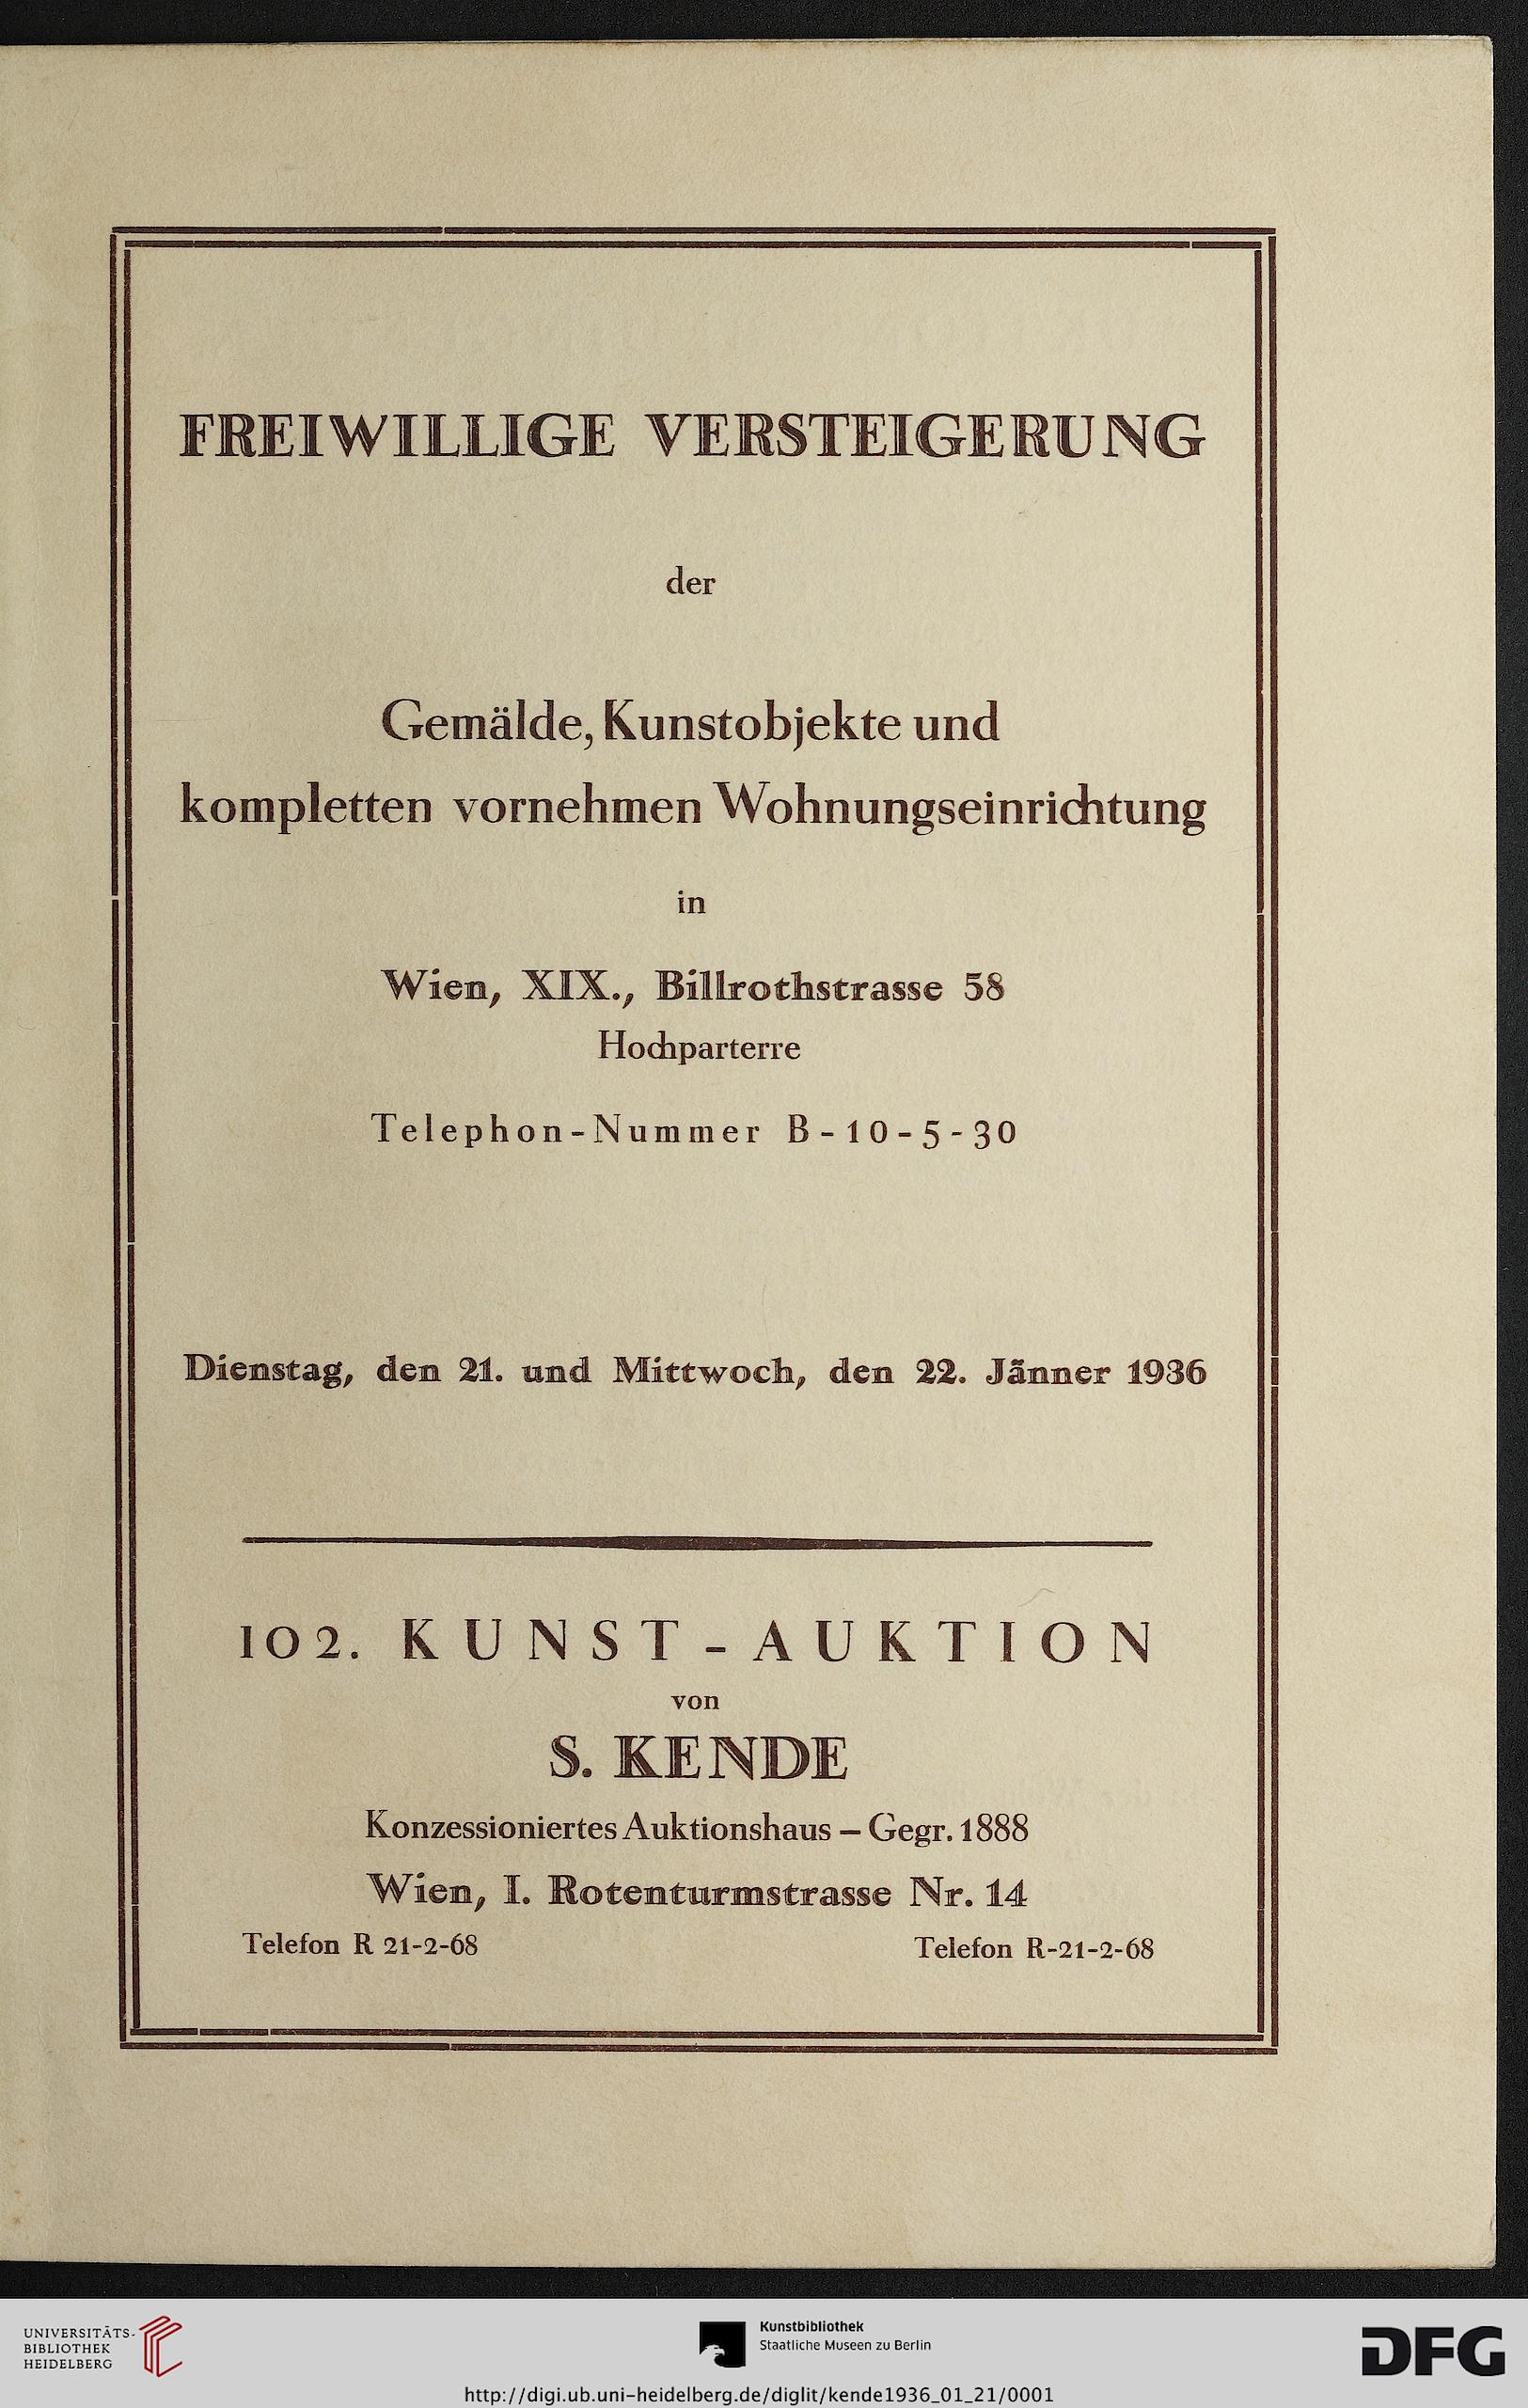 FREIWILLIGE VERSTEIGERUNG
der
Gemälde, Kunstobjekte und
kompletten vornehmen Wohnungseinrichtung
in
Wien, XIX., Billrothstrasse 58
Hochparterre
Telephon-Nummer B-10-5-30
Dienstag, den 21. und Mittwoch, den 22. Jänner 1936
102. KUNST-AUKTION
von
S. KENDE
Konzessioniertes Auktionshaus – Gegr. 1888
Wien, I. Rotenturmstrasse Nr. 14
Telefon R 21-2-68 Telefon R-21-2-68
UNIVERSITÄTS-
BIBLIOTHEK
HEIDELBERG
Kunstbibliothek
Staatliche Museen zu Berlin
DFG
http://digi.ub.uni-heidelberg.de/diglit/kende1936_01_21/0001